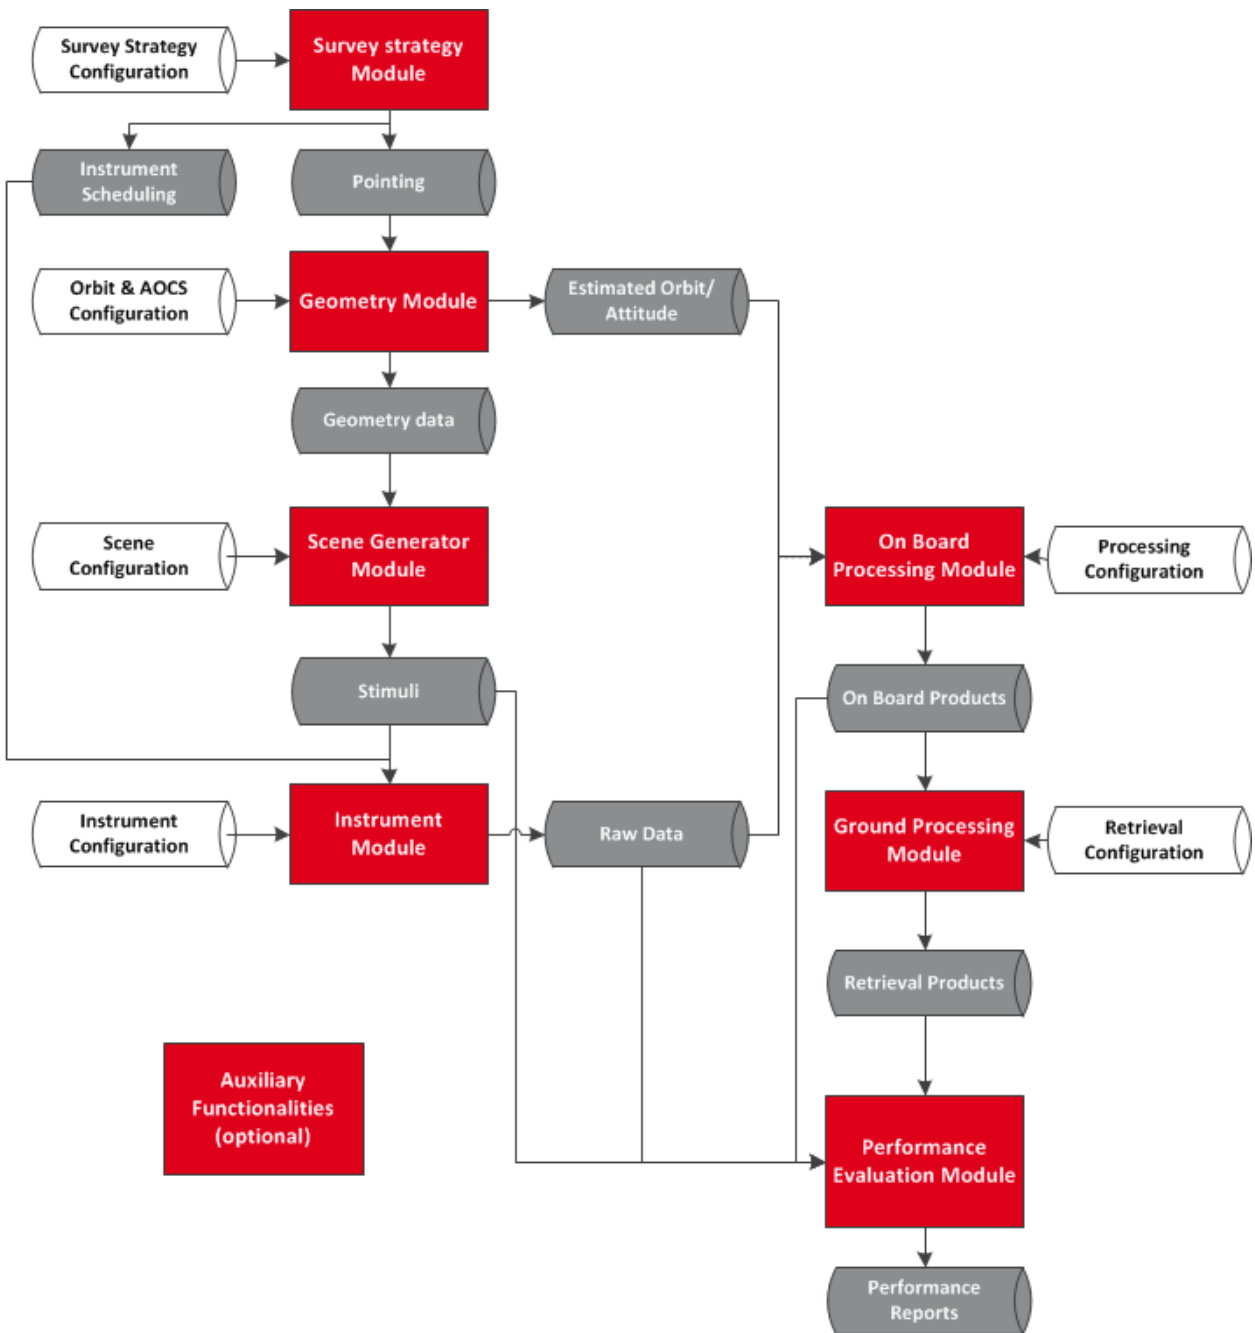 Survey Strategy
Configuration
Survey strategy
Module
Instrument
Scheduling
Pointing
Orbit & AOCS
Configuration
Geometry Module
Estimated Orbit/
Attitude
Geometry data
Scene
Configuration
Scene Generator
Module
On Board
Processing Module
Processing
Configuration
Stimuli
On Board Products
Instrument
Configuration
Instrument
Module
Raw Data
Ground Processing
Module
Retrieval
Configuration
Retrieval Products
Auxiliary
Functionalities
(optional)
Performance
Evaluation Module
Performance
Reports